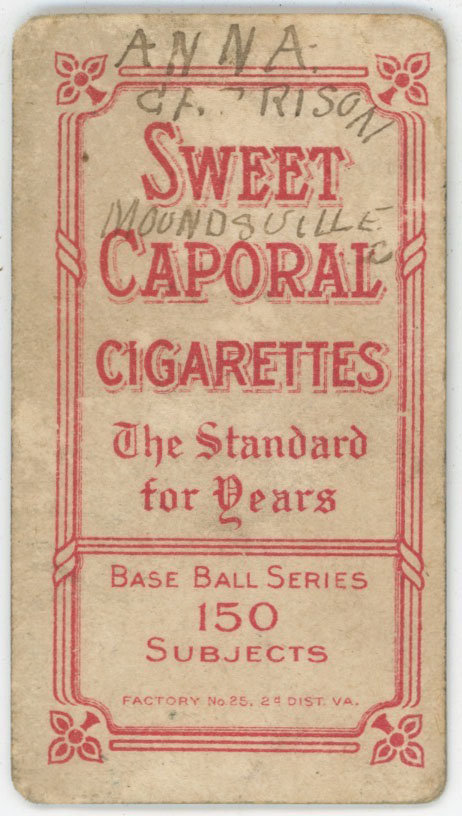 ANNA
SWEET
MOUNDSVILLE
CAPORAL
CIGARETTES
The Standard
for Years
BASE BALL SERIES
150
SUBJECTS
FACTORY No. 25, 2ᵈ DIST. VA.